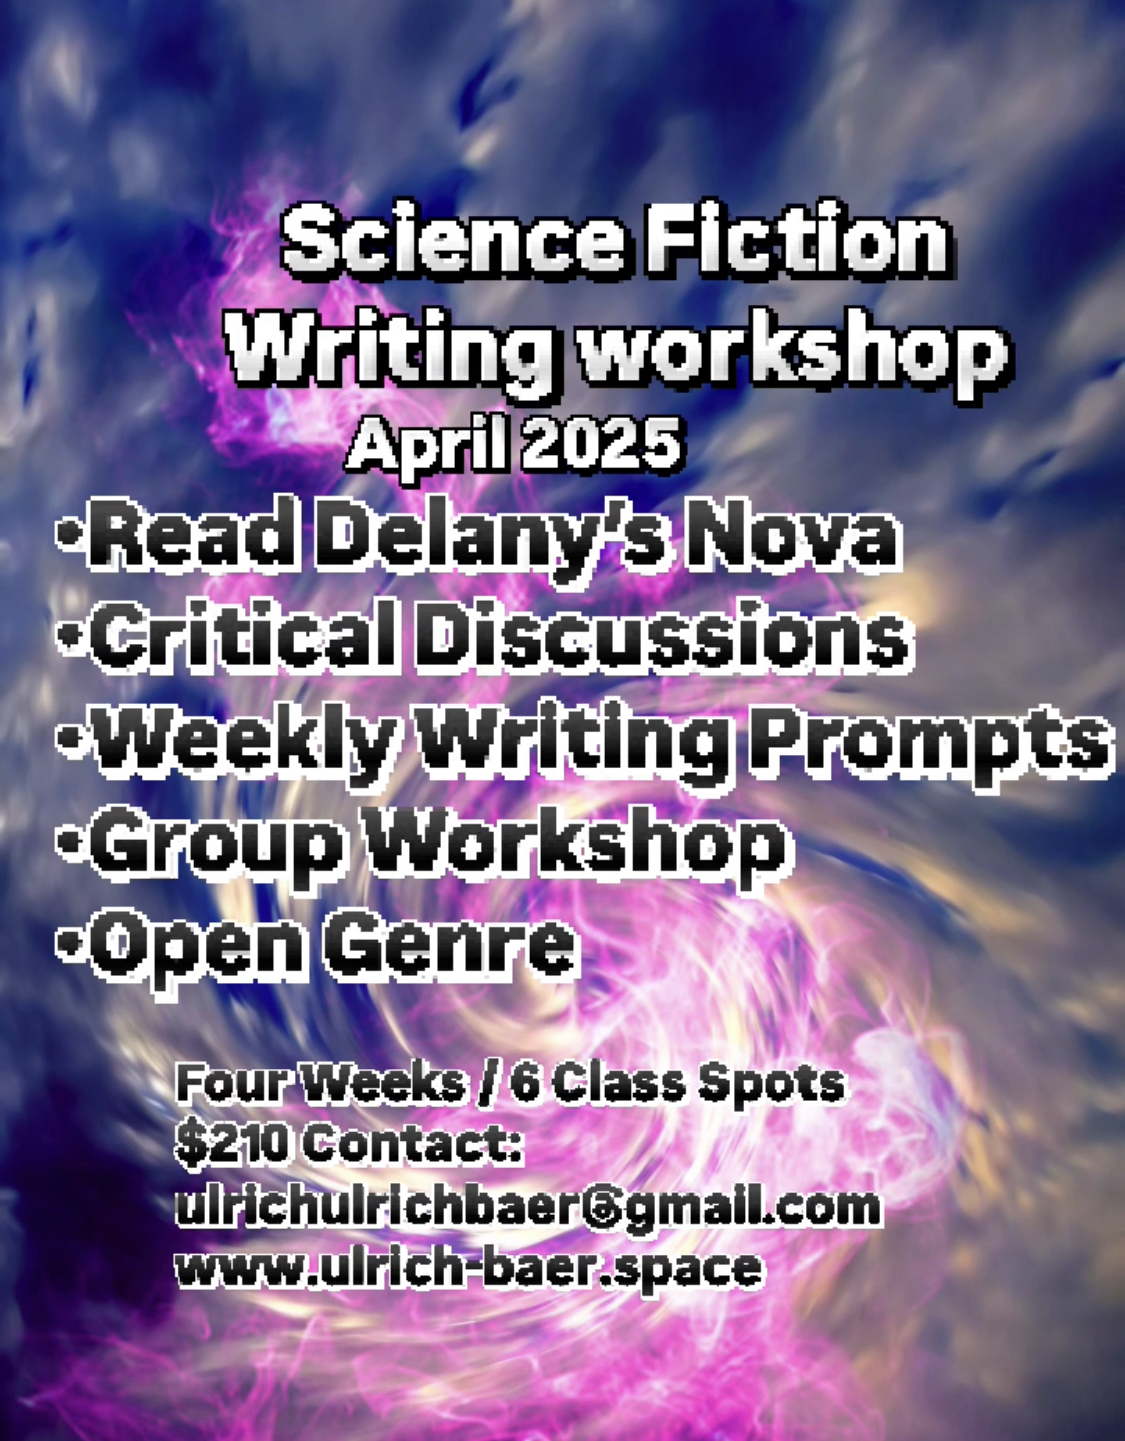 Science Fiction
Writing workshop
April 2025
•Read Delany's Nova
•Critical Discussions
•Weekly Writing Prompts
•Group Workshop
•Open Genre
Four Weeks / 6 Class Spots
$210 Contact:
ulrichulrichbaer@gmail.com
www.ulrich-baer.space